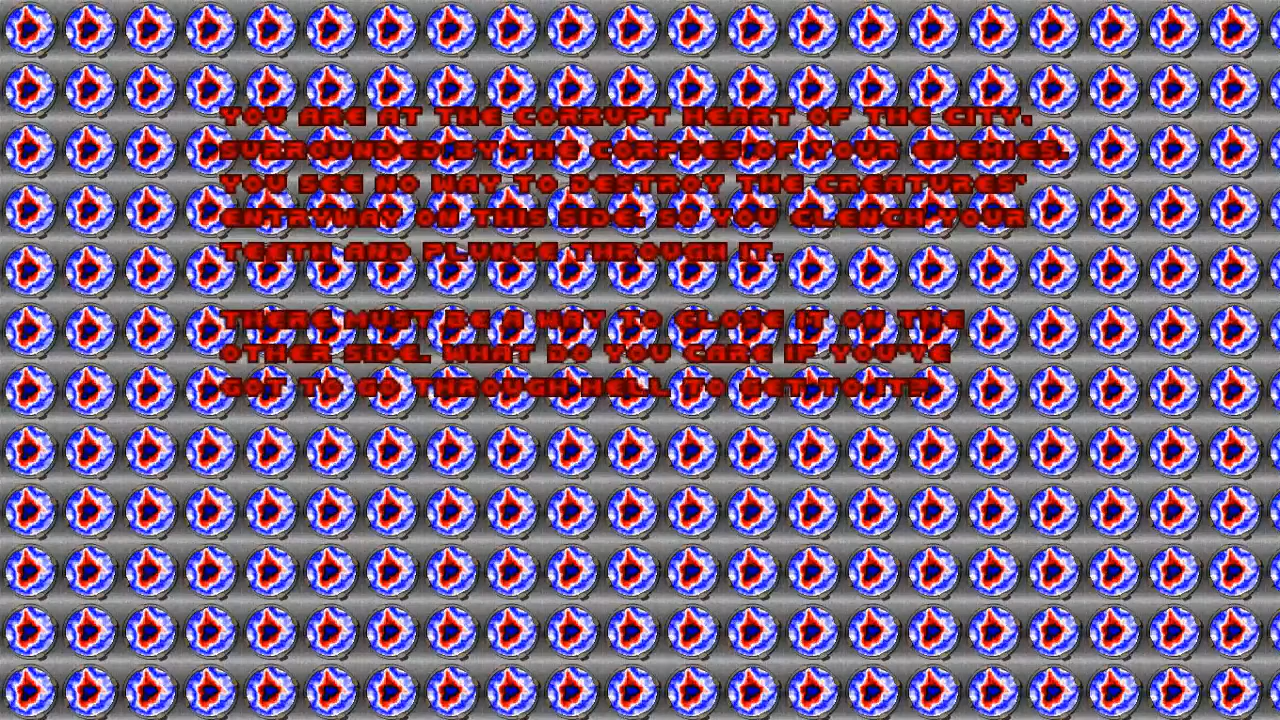 YOU ARE AT THE CORRUPT HEART OF THE CITY,
SURROUNDED BY THE CORPSES OF YOUR ENEMIES.
YOU SEE NO WAY TO DESTROY THE CREATURES'
ENTRYWAY ON THIS SIDE, SO YOU CLENCH YOUR
TEETH AND PLUNGE THROUGH IT.
THERE MUST BE A WAY TO CLOSE IT ON THE
OTHER SIDE. WHAT DO YOU CARE IF YOU'VE
GOT TO GO THROUGH HELL TO GET TO IT?